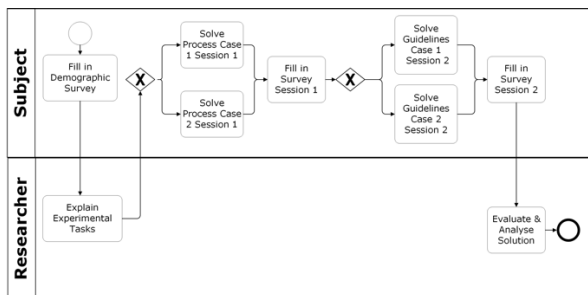 Subject
Fill in
Demographic
Survey
X
Solve
Process Case
1 Session 1
Solve
Process Case
2 Session 1
Fill in
Survey
Session 1
X
Solve
Guidelines
Case 1
Session 2
Solve
Guidelines
Case 2
Session 2
Fill in
Survey
Session 2
Researcher
Explain
Experimental
Tasks
Evaluate &
Analyse
Solution